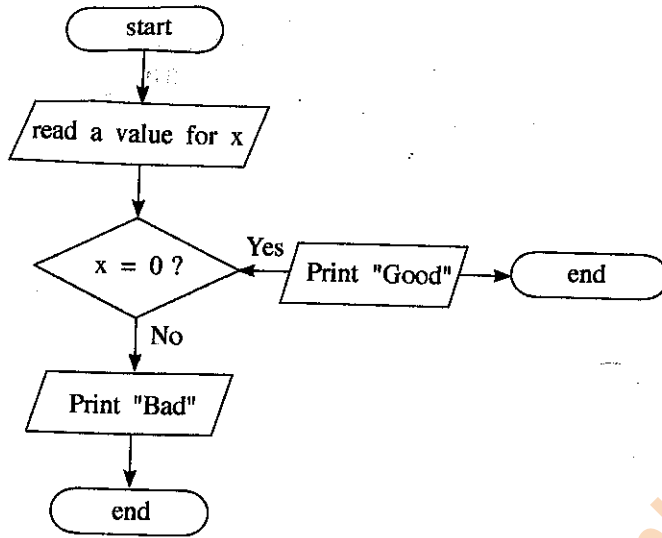 start
read a value for x
x = 0 ?
Yes
Print "Good"
end
No
Print "Bad"
end